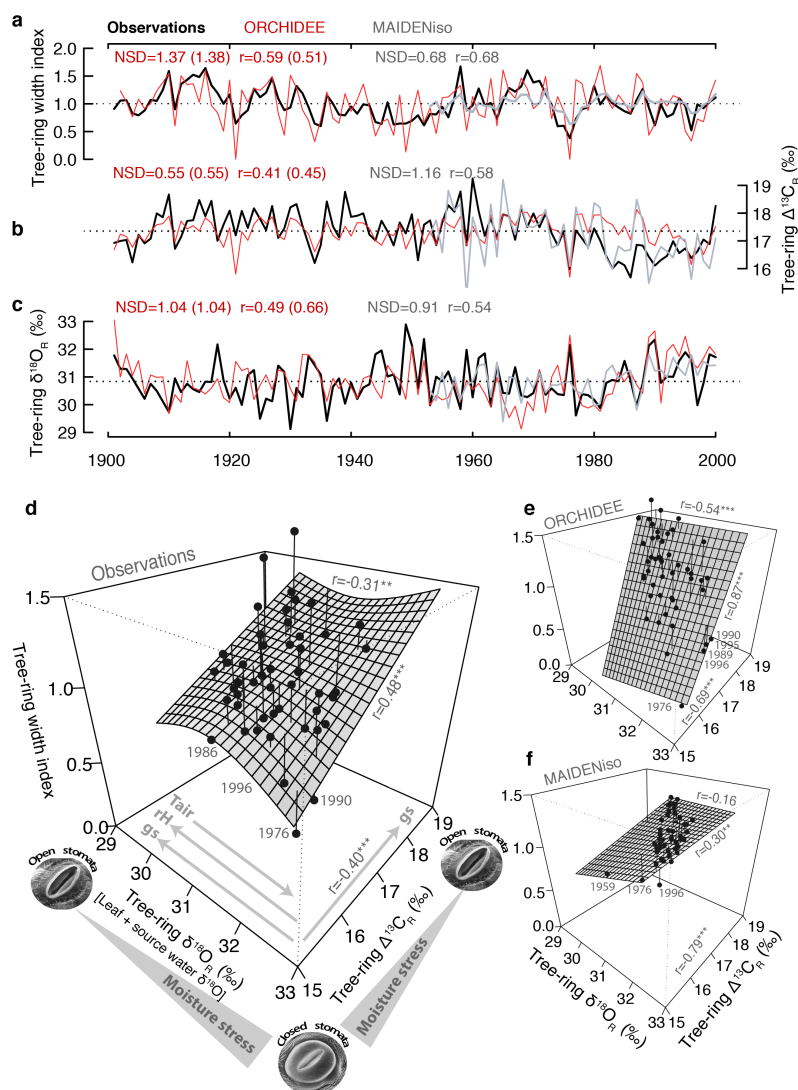 a
Observations ORCHIDEE MAIDENiso
NSD=1.37 (1.38) r=0.59 (0.51) NSD=0.68 r=0.68
Tree-ring width index
2.0
1.5
1.0
0.5
0.0
b
NSD=0.55 (0.55) r=0.41 (0.45) NSD=1.16 r=0.58
Tree-ring Δ13CR (‰)
19
18
17
16
c
NSD=1.04 (1.04) r=0.49 (0.66) NSD=0.91 r=0.54
Tree-ring δ18OR (‰)
33
32
31
30
29
1900 1920 1940 1960 1980 2000
d
Observations
r=-0.31**
r=0.48***
r=-0.40***
Tree-ring width index
1.5
1.0
0.5
0.0
1986
1996
1990
1976
Tair
rH
gs
gs
29 30 31 32 33
Tree-ring δ18OR (‰)
[Leaf + source water δ18O]
15 16 17 18 19
Tree-ring Δ13CR (‰)
Open stomata
Open stomata
Closed stomata
Moisture stress
Moisture stress
e
ORCHIDEE
r=-0.54***
r=0.87***
r=-0.69***
1.5
1.0
0.5
0.0
1990
1995
1989
1996
1976
29 30 31 32 33
15 16 17 18 19
f
MAIDENiso
r=-0.16
r=0.30**
r=-0.79***
1.5
1.0
0.5
0.0
1959 1976 1996
29 30 31 32 33
Tree-ring δ18OR (‰)
15 16 17 18 19
Tree-ring Δ13CR (‰)